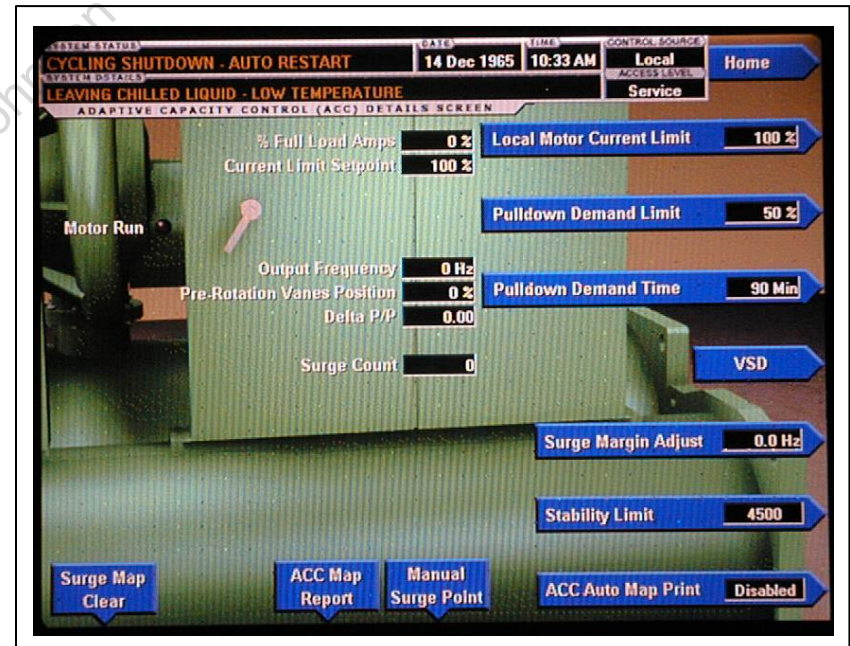 SYSTEM STATUS
CYCLING SHUTDOWN - AUTO RESTART
DATE
14 Dec 1965
TIME
10:33 AM
CONTROL SOURCE
Local
Home
SYSTEM DETAILS
LEAVING CHILLED LIQUID - LOW TEMPERATURE
ACCESS LEVEL
Service
ADAPTIVE CAPACITY CONTROL (ACC) DETAILS SCREEN
% Full Load Amps 0 %
Local Motor Current Limit 100 %
Current Limit Setpoint 100 %
Pulldown Demand Limit 50 %
Motor Run
Output Frequency 0 Hz
Pre-Rotation Vanes Position 0 %
Pulldown Demand Time 90 Min
Delta P/P 0.00
Surge Count 0
VSD
Surge Margin Adjust 0.0 Hz
Stability Limit 4500
Surge Map
Clear
ACC Map
Report
Manual
Surge Point
ACC Auto Map Print Disabled